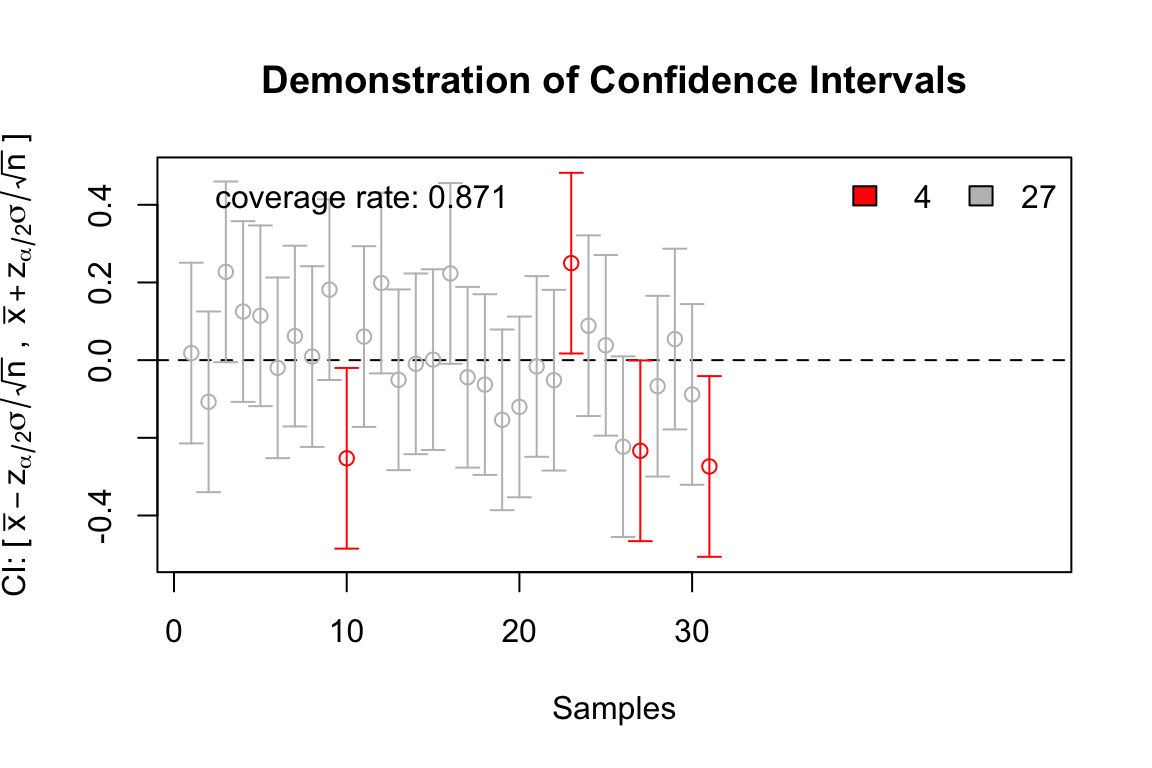 Demonstration of Confidence Intervals
CI: [ x̅ − zα/2σ/√n , x̅ + zα/2σ/√n ]
coverage rate: 0.871
4
27
0.4
0.2
0.0
-0.4
0
10
20
30
Samples